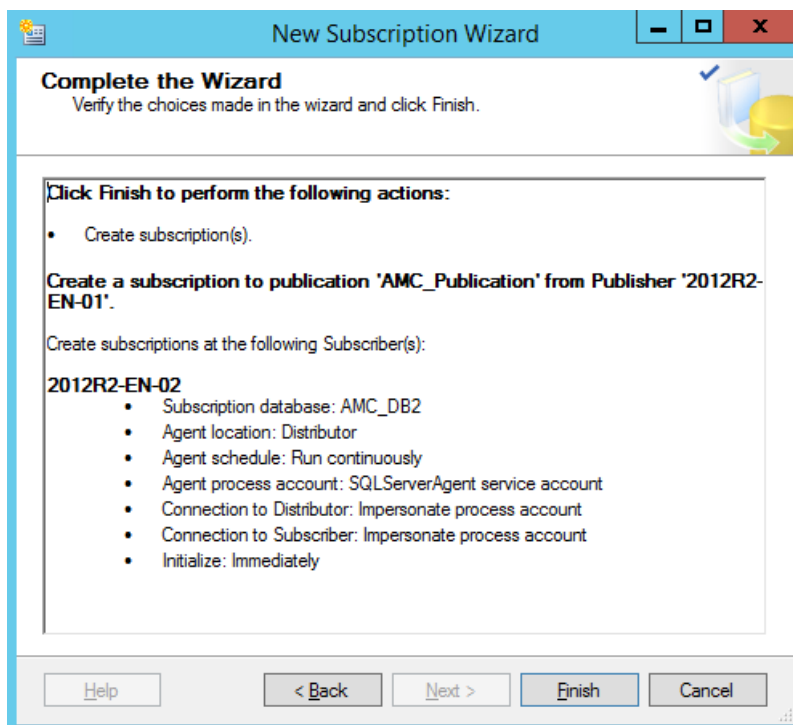 New Subscription Wizard
Complete the Wizard
Verify the choices made in the wizard and click Finish.
Click Finish to perform the following actions:
• Create subscription(s).
Create a subscription to publication 'AMC_Publication' from Publisher '2012R2-
EN-01'.
Create subscriptions at the following Subscriber(s):
2012R2-EN-02
• Subscription database: AMC_DB2
• Agent location: Distributor
• Agent schedule: Run continuously
• Agent process account: SQLServerAgent service account
• Connection to Distributor: Impersonate process account
• Connection to Subscriber: Impersonate process account
• Initialize: Immediately
Help < Back Next > Finish Cancel